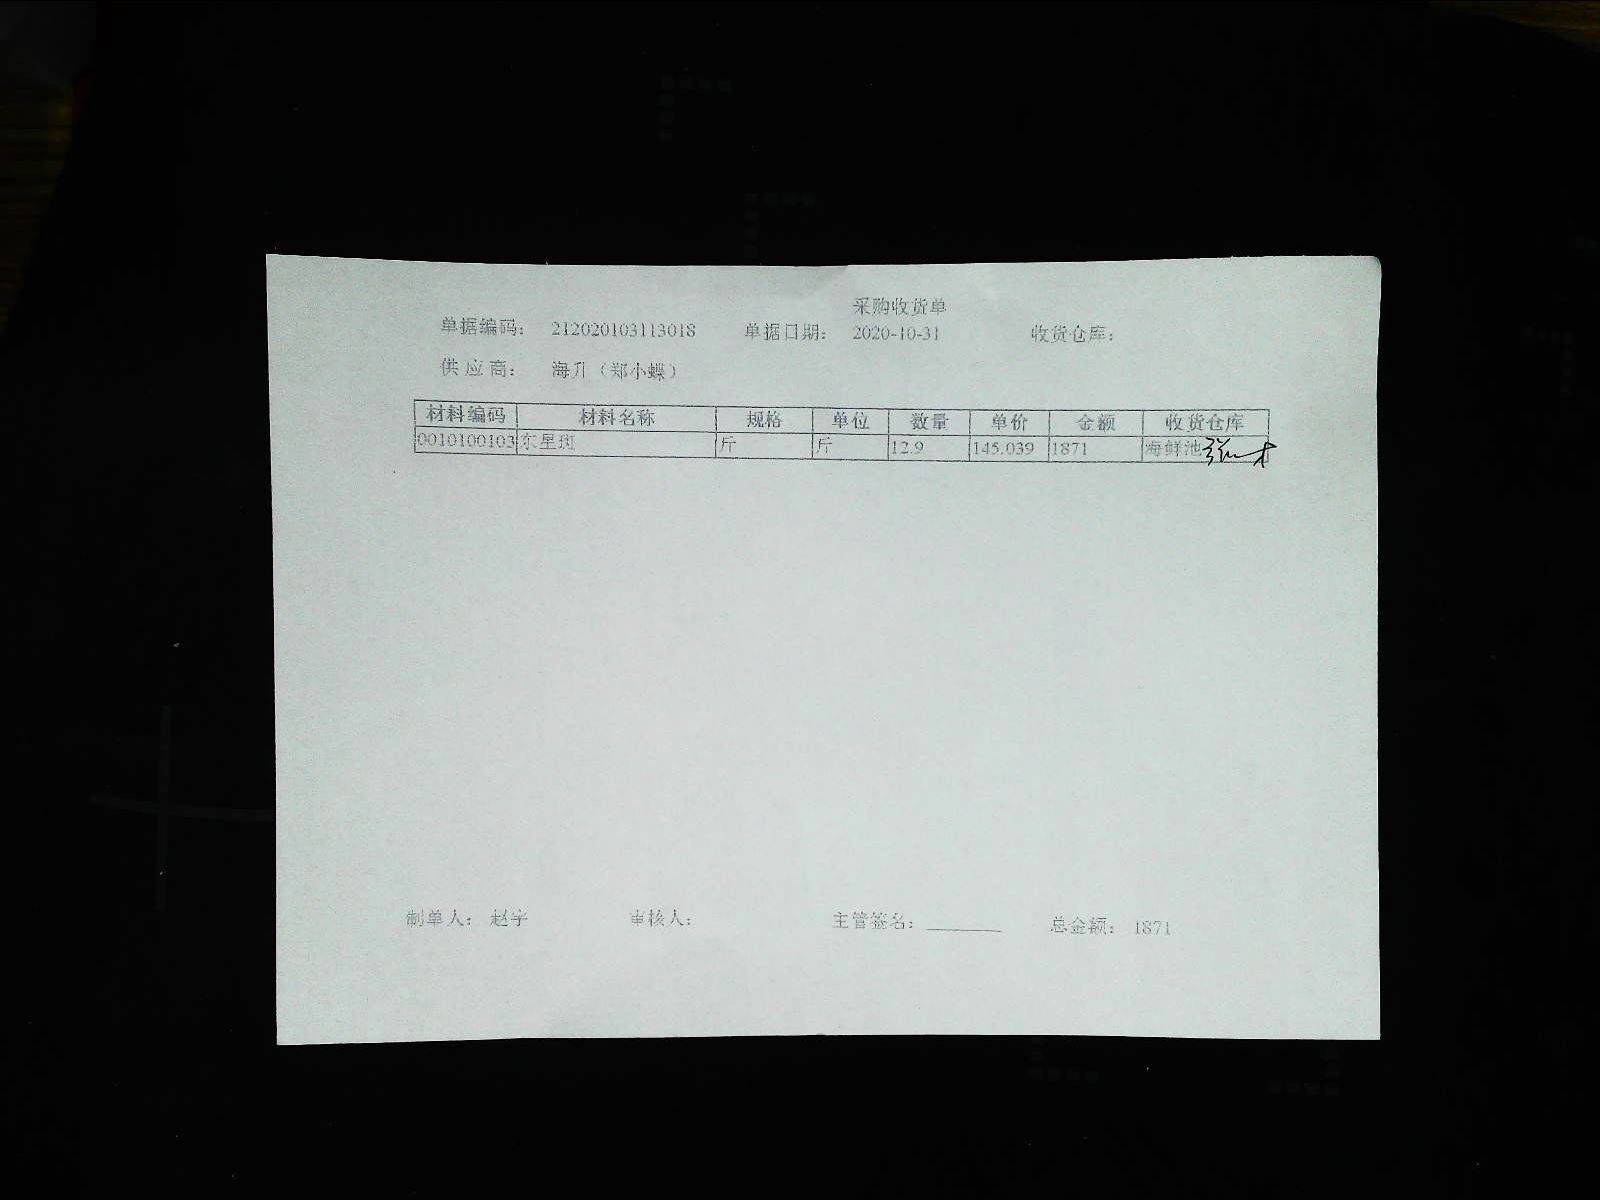 采购收货单
单据编码： 212020103113018 单据日期： 2020-10-31 收货仓库：
供应商： 海升（郑小蝶）
材料编码 材料名称 规格 单位 数量 单价 金额 收货仓库
0010100103 东星斑 斤 斤 12.9 145.039 1871 海鲜池
制单人： 赵宇 审核人： 主管签名： 总金额： 1871